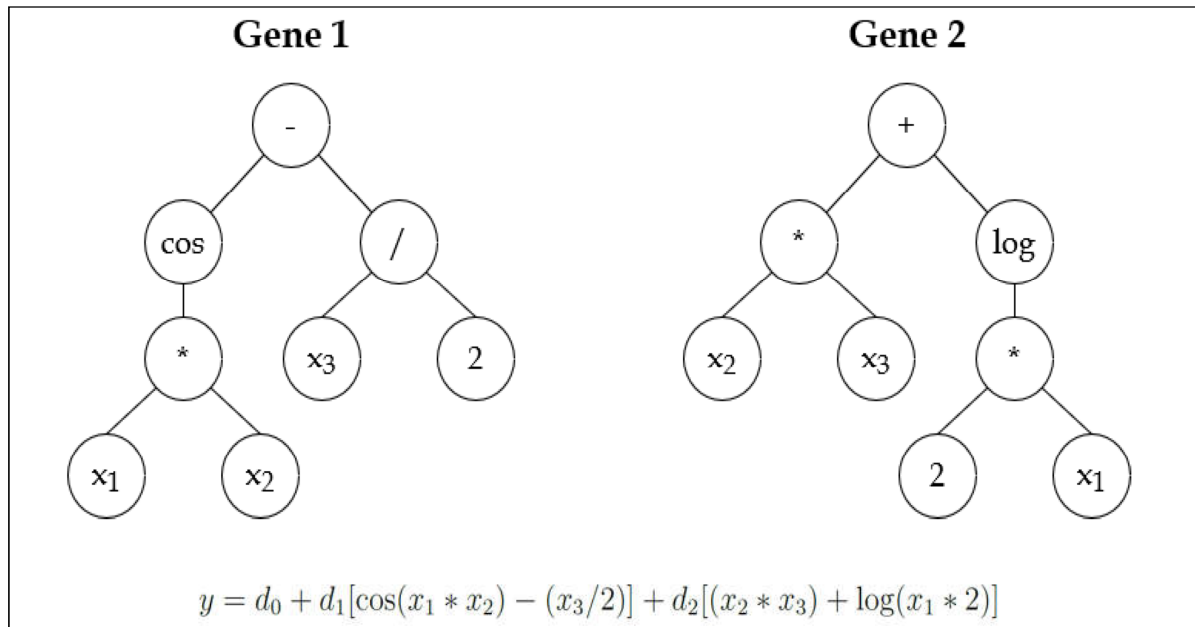 Gene 1 Gene 2
- +
cos / * log
* x₃ 2 x₂ x₃ *
x₁ x₂ 2 x₁
y = d₀ + d₁[cos(x₁ * x₂) − (x₃/2)] + d₂[(x₂ * x₃) + log(x₁ * 2)]